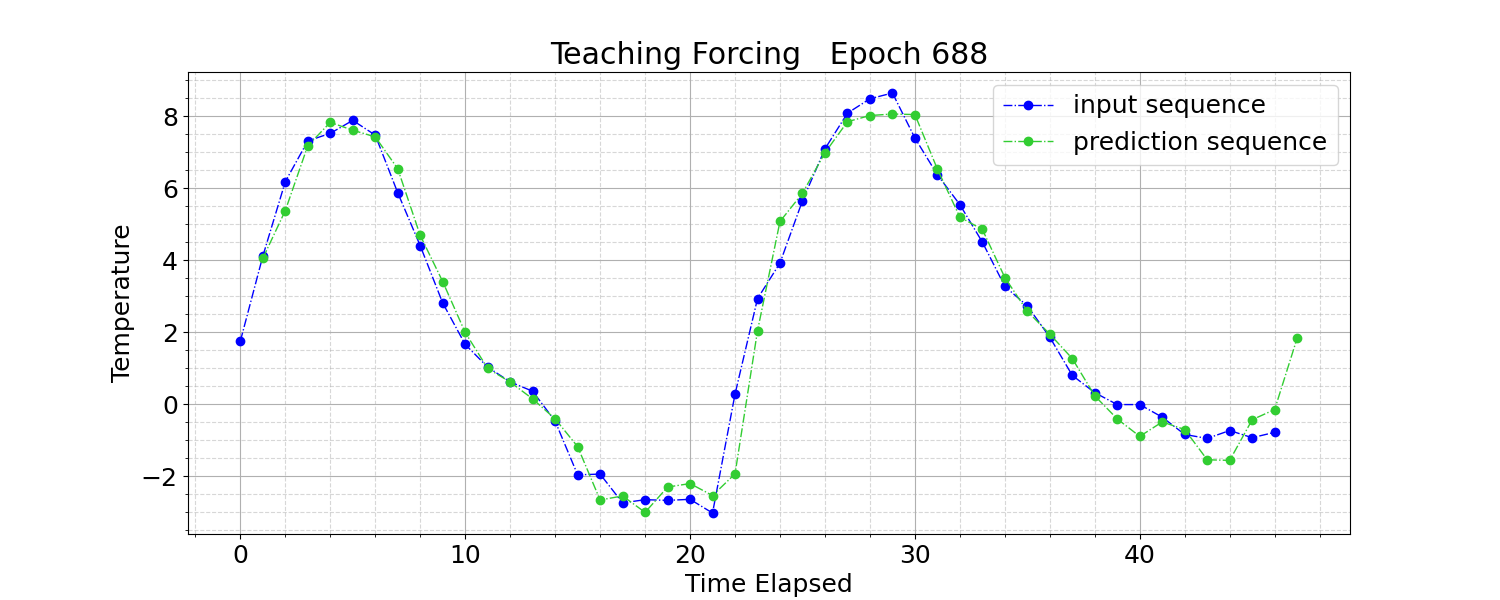 Teaching Forcing   Epoch 688
input sequence
prediction sequence
Temperature
8
6
4
2
0
−2
0 10 20 30 40
Time Elapsed